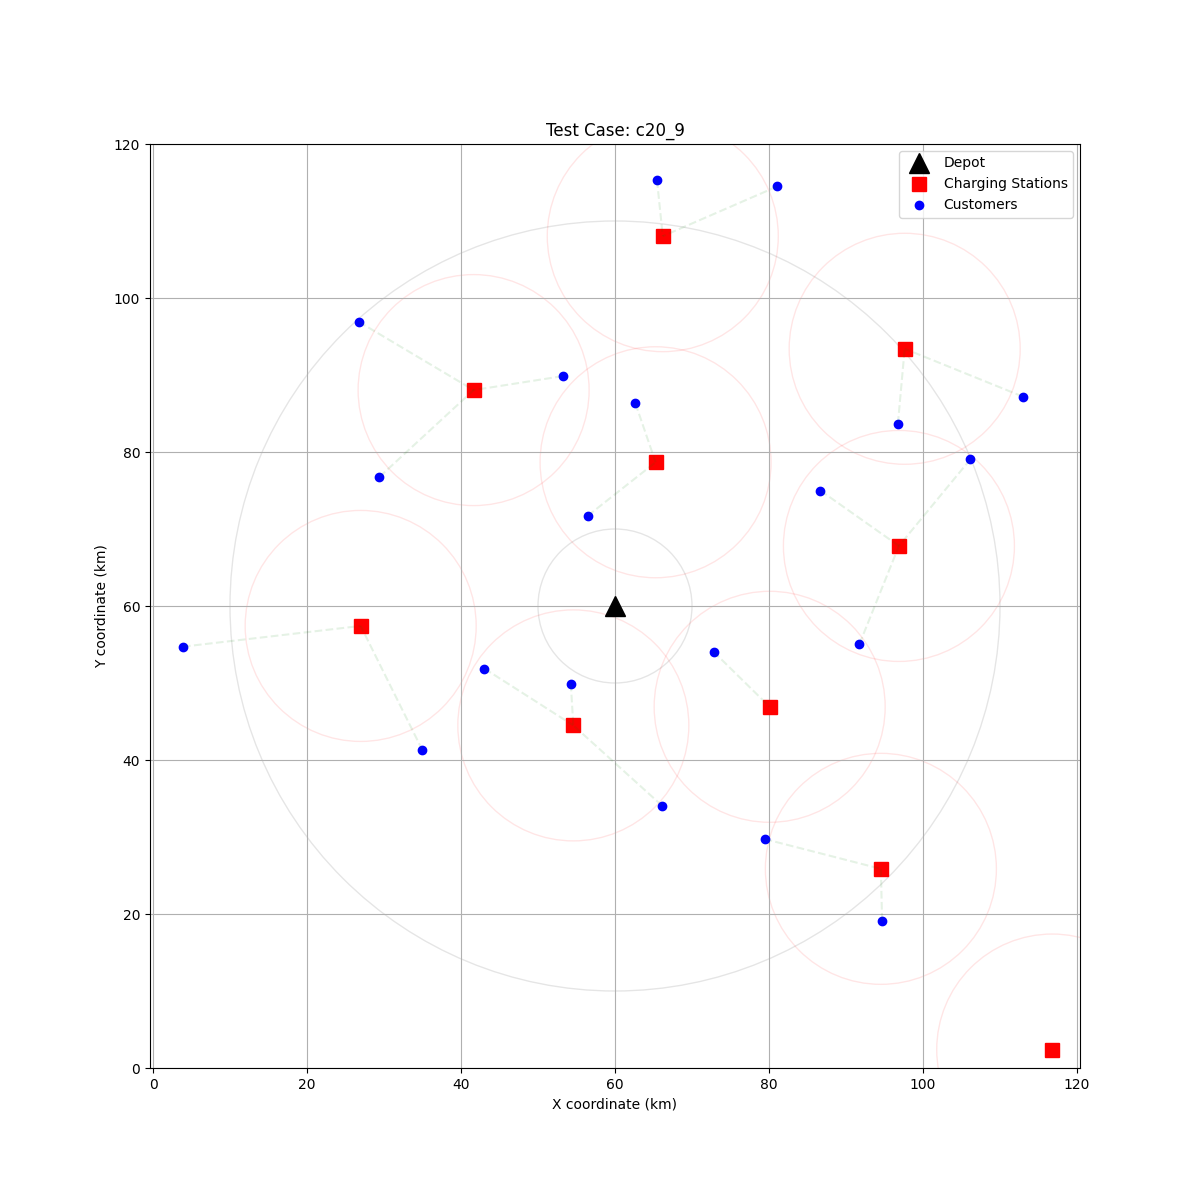 Test Case: c20_9
Depot
Charging Stations
Customers
120
100
80
60
40
20
0
Y coordinate (km)
0 20 40 60 80 100 120
X coordinate (km)